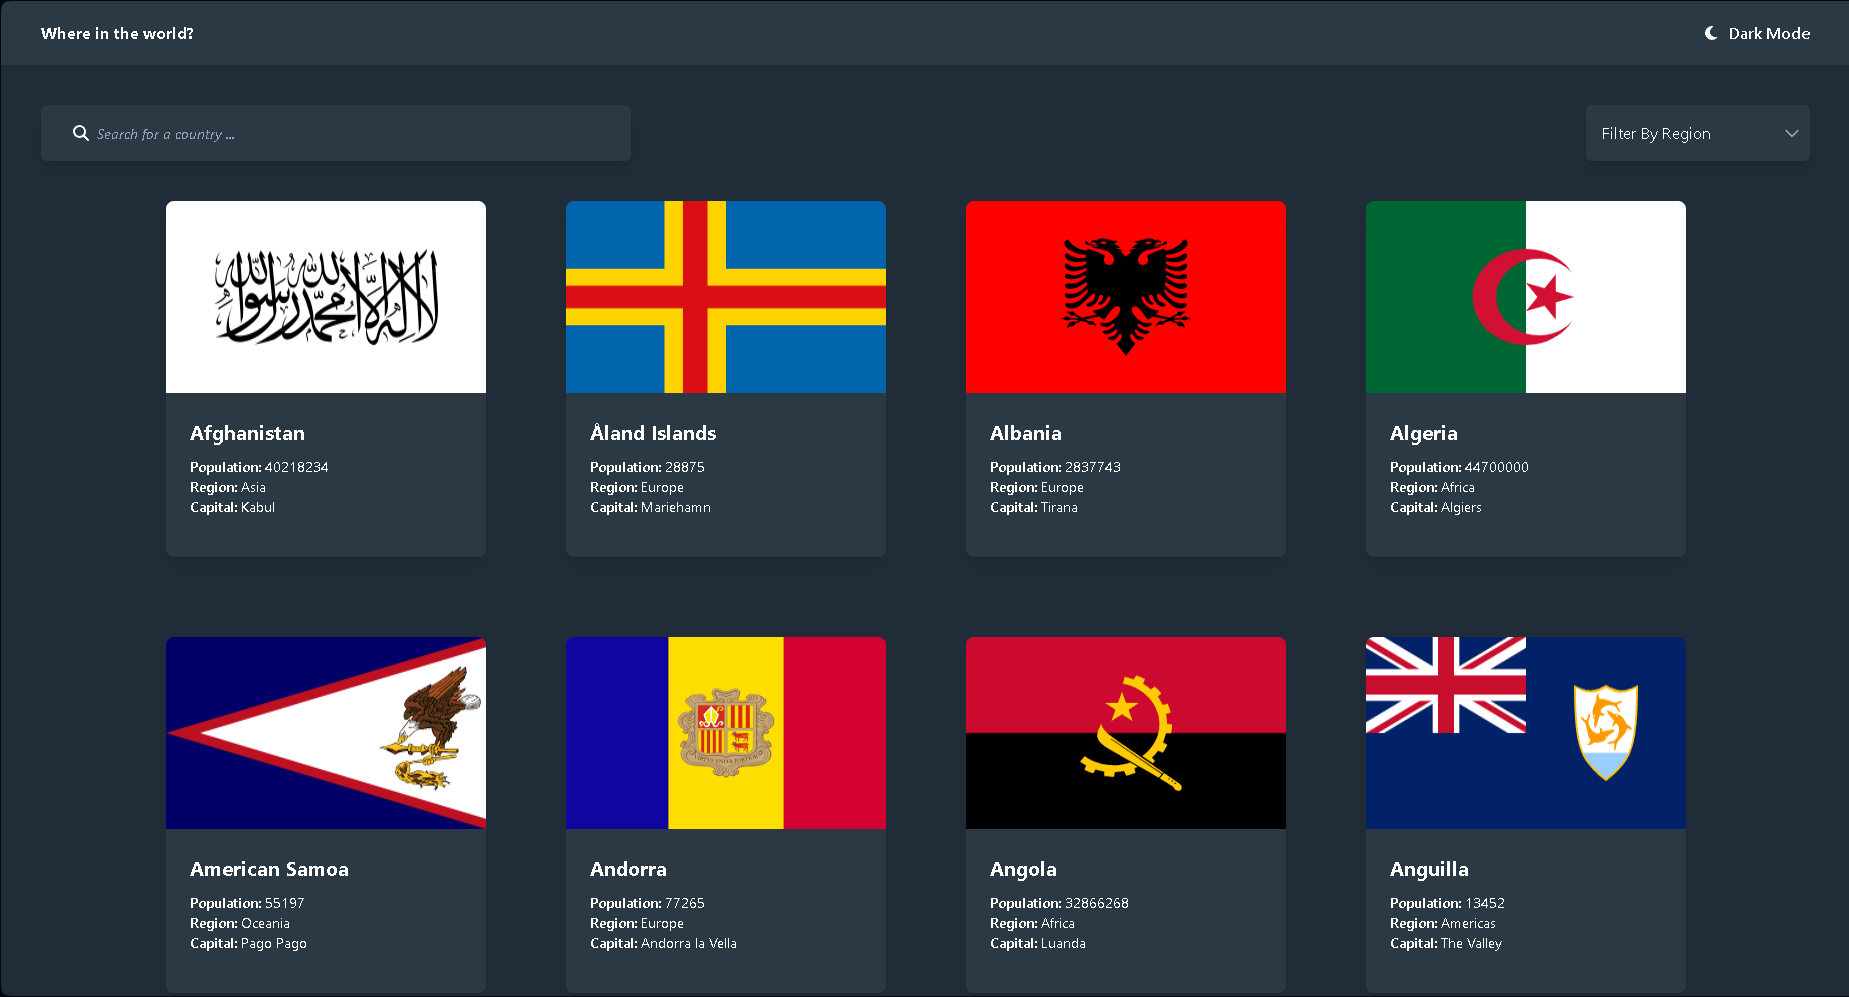 Where in the world?
Dark Mode
Search for a country ...
Filter By Region
لا إله إلا الله محمد رسول الله
Afghanistan
Population: 40218234
Region: Asia
Capital: Kabul
Åland Islands
Population: 28875
Region: Europe
Capital: Mariehamn
Albania
Population: 2837743
Region: Europe
Capital: Tirana
Algeria
Population: 44700000
Region: Africa
Capital: Algiers
VIRTVS VNITA FORTIOR
American Samoa
Population: 55197
Region: Oceania
Capital: Pago Pago
Andorra
Population: 77265
Region: Europe
Capital: Andorra la Vella
Angola
Population: 32866268
Region: Africa
Capital: Luanda
Anguilla
Population: 13452
Region: Americas
Capital: The Valley